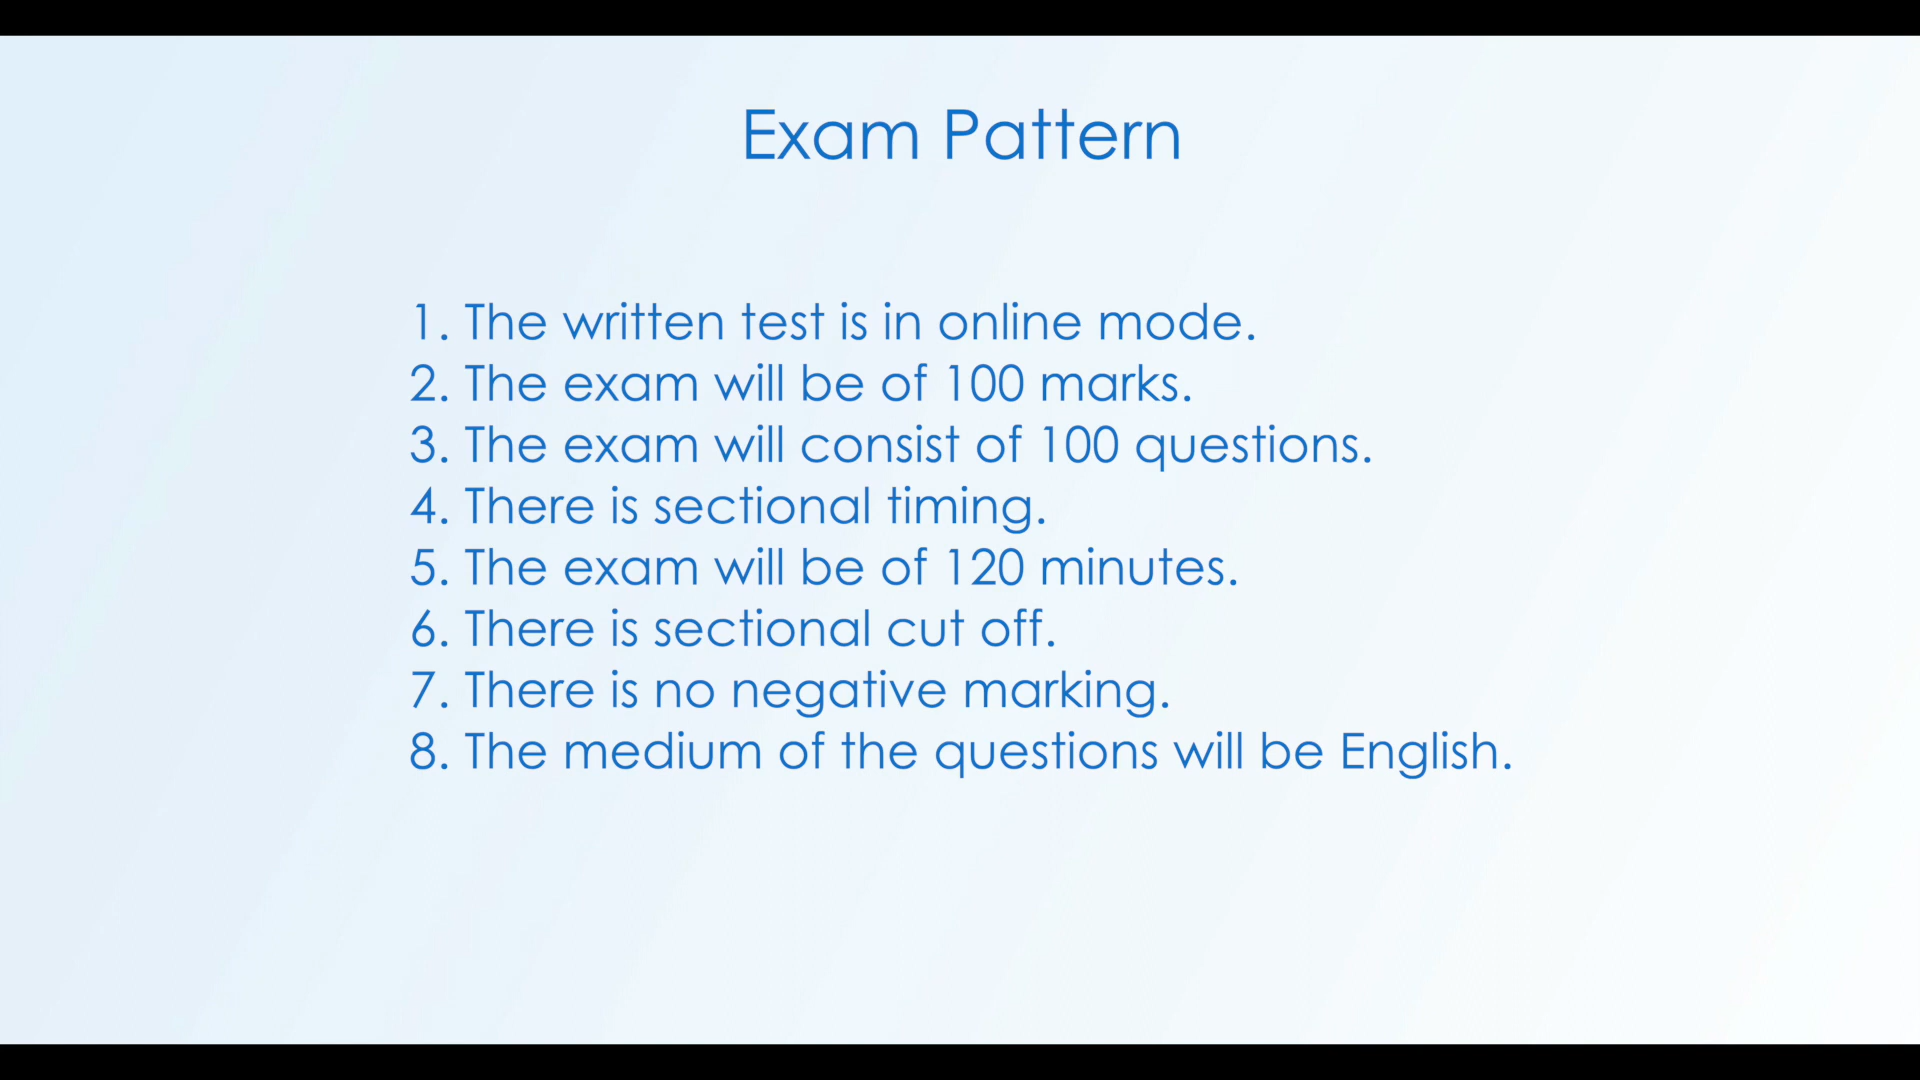 Exam Pattern
1. The written test is in online mode.
2. The exam will be of 100 marks.
3. The exam will consist of 100 questions.
4. There is sectional timing.
5. The exam will be of 120 minutes.
6. There is sectional cut off.
7. There is no negative marking.
8. The medium of the questions will be English.